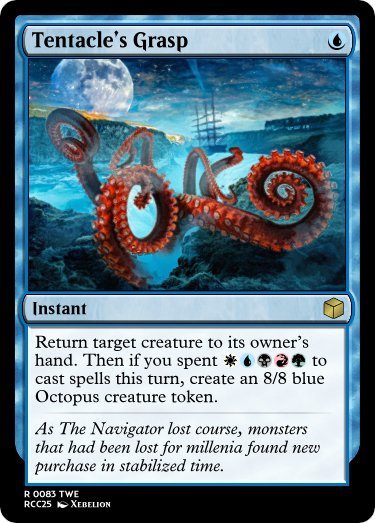 Tentacle's Grasp
Instant
Return target creature to its owner's
hand. Then if you spent to
cast spells this turn, create an 8/8 blue
Octopus creature token.
As The Navigator lost course, monsters
that had been lost for millenia found new
purchase in stabilized time.
R 0083 TWE
RCC25 Xebelion